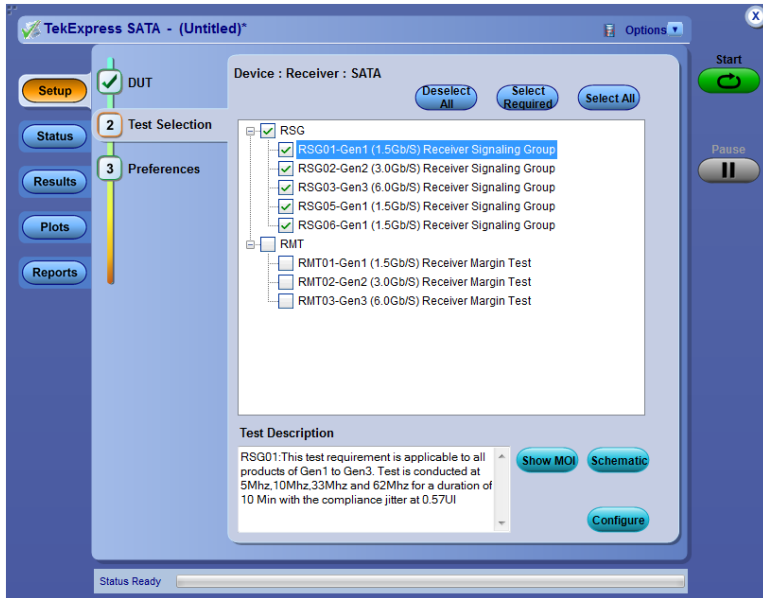 TekExpress SATA - (Untitled)*
Options
x
Start
Pause
Setup
Status
Results
Plots
Reports
DUT
2 Test Selection
3 Preferences
Device : Receiver : SATA
Deselect
All
Select
Required
Select All
RSG
RSG01-Gen1 (1.5Gb/S) Receiver Signaling Group
RSG02-Gen2 (3.0Gb/S) Receiver Signaling Group
RSG03-Gen3 (6.0Gb/S) Receiver Signaling Group
RSG05-Gen1 (1.5Gb/S) Receiver Signaling Group
RSG06-Gen1 (1.5Gb/S) Receiver Signaling Group
RMT
RMT01-Gen1 (1.5Gb/S) Receiver Margin Test
RMT02-Gen2 (3.0Gb/S) Receiver Margin Test
RMT03-Gen3 (6.0Gb/S) Receiver Margin Test
Test Description
RSG01:This test requirement is applicable to all
products of Gen1 to Gen3. Test is conducted at
5Mhz,10Mhz,33Mhz and 62Mhz for a duration of
10 Min with the compliance jitter at 0.57UI
Show MOI
Schematic
Configure
Status Ready